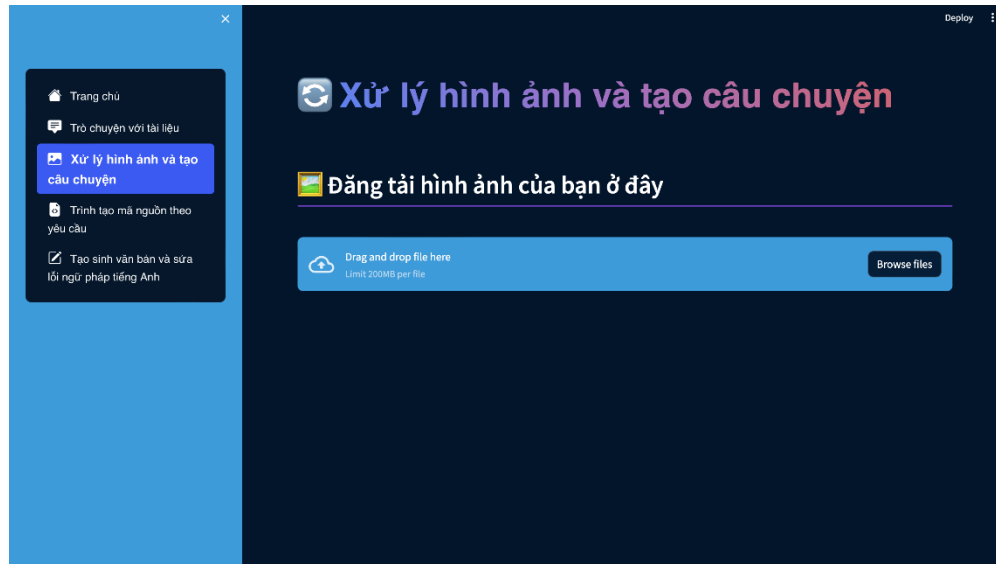 Deploy
Trang chủ
Trò chuyện với tài liệu
Xử lý hình ảnh và tạo
câu chuyện
Trình tạo mã nguồn theo
yêu cầu
Tạo sinh văn bản và sửa
lỗi ngữ pháp tiếng Anh
Xử lý hình ảnh và tạo câu chuyện
Đăng tải hình ảnh của bạn ở đây
Drag and drop file here
Limit 200MB per file
Browse files